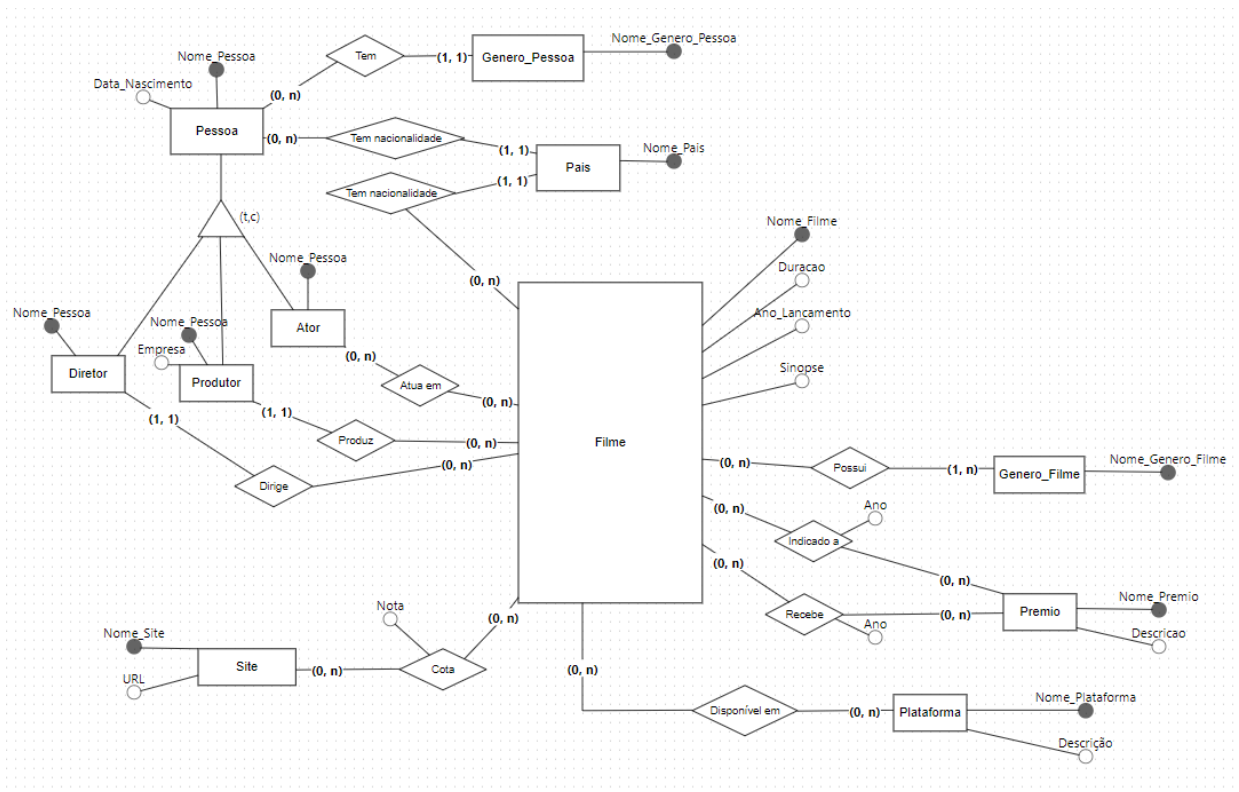 Nome_Genero_Pessoa
Nome_Pessoa
Tem
(1, 1)
Genero_Pessoa
Data_Nascimento
(0, n)
Pessoa
(0, n)
Tem nacionalidade
(1, 1)
Nome_Pais
Pais
Tem nacionalidade
(1, 1)
(t,c)
Nome_Filme
Nome_Pessoa
Duracao
(0, n)
Nome_Pessoa
Nome_Pessoa
Ator
Ano_Lancamento
Empresa
(0, n)
Sinopse
Diretor
Produtor
Atua em
(0, n)
(1, 1)
(1, 1)
Produz
(0, n)
Filme
(0, n)
(0, n)
Possui
(1, n)
Genero_Filme
Nome_Genero_Filme
Dirige
(0, n)
Ano
Indicado a
(0, n)
(0, n)
Nome_Premio
Nota
Recebe
Ano
(0, n)
Premio
(0, n)
Nome_Site
Descricao
Site
(0, n)
Cota
(0, n)
URL
Nome_Plataforma
Disponível em
(0, n)
Plataforma
Descrição